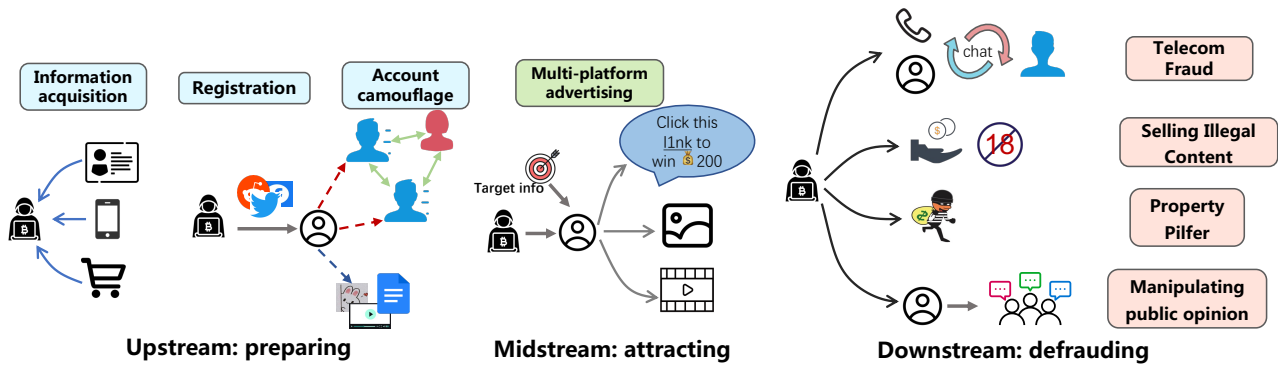 Information
acquisition
Registration
Account
camouflage
Upstream: preparing
Multi-platform
advertising
Click this
l1nk to
win 200
Target info
Midstream: attracting
chat
18
Telecom
Fraud
Selling Illegal
Content
Property
Pilfer
Manipulating
public opinion
Downstream: defrauding